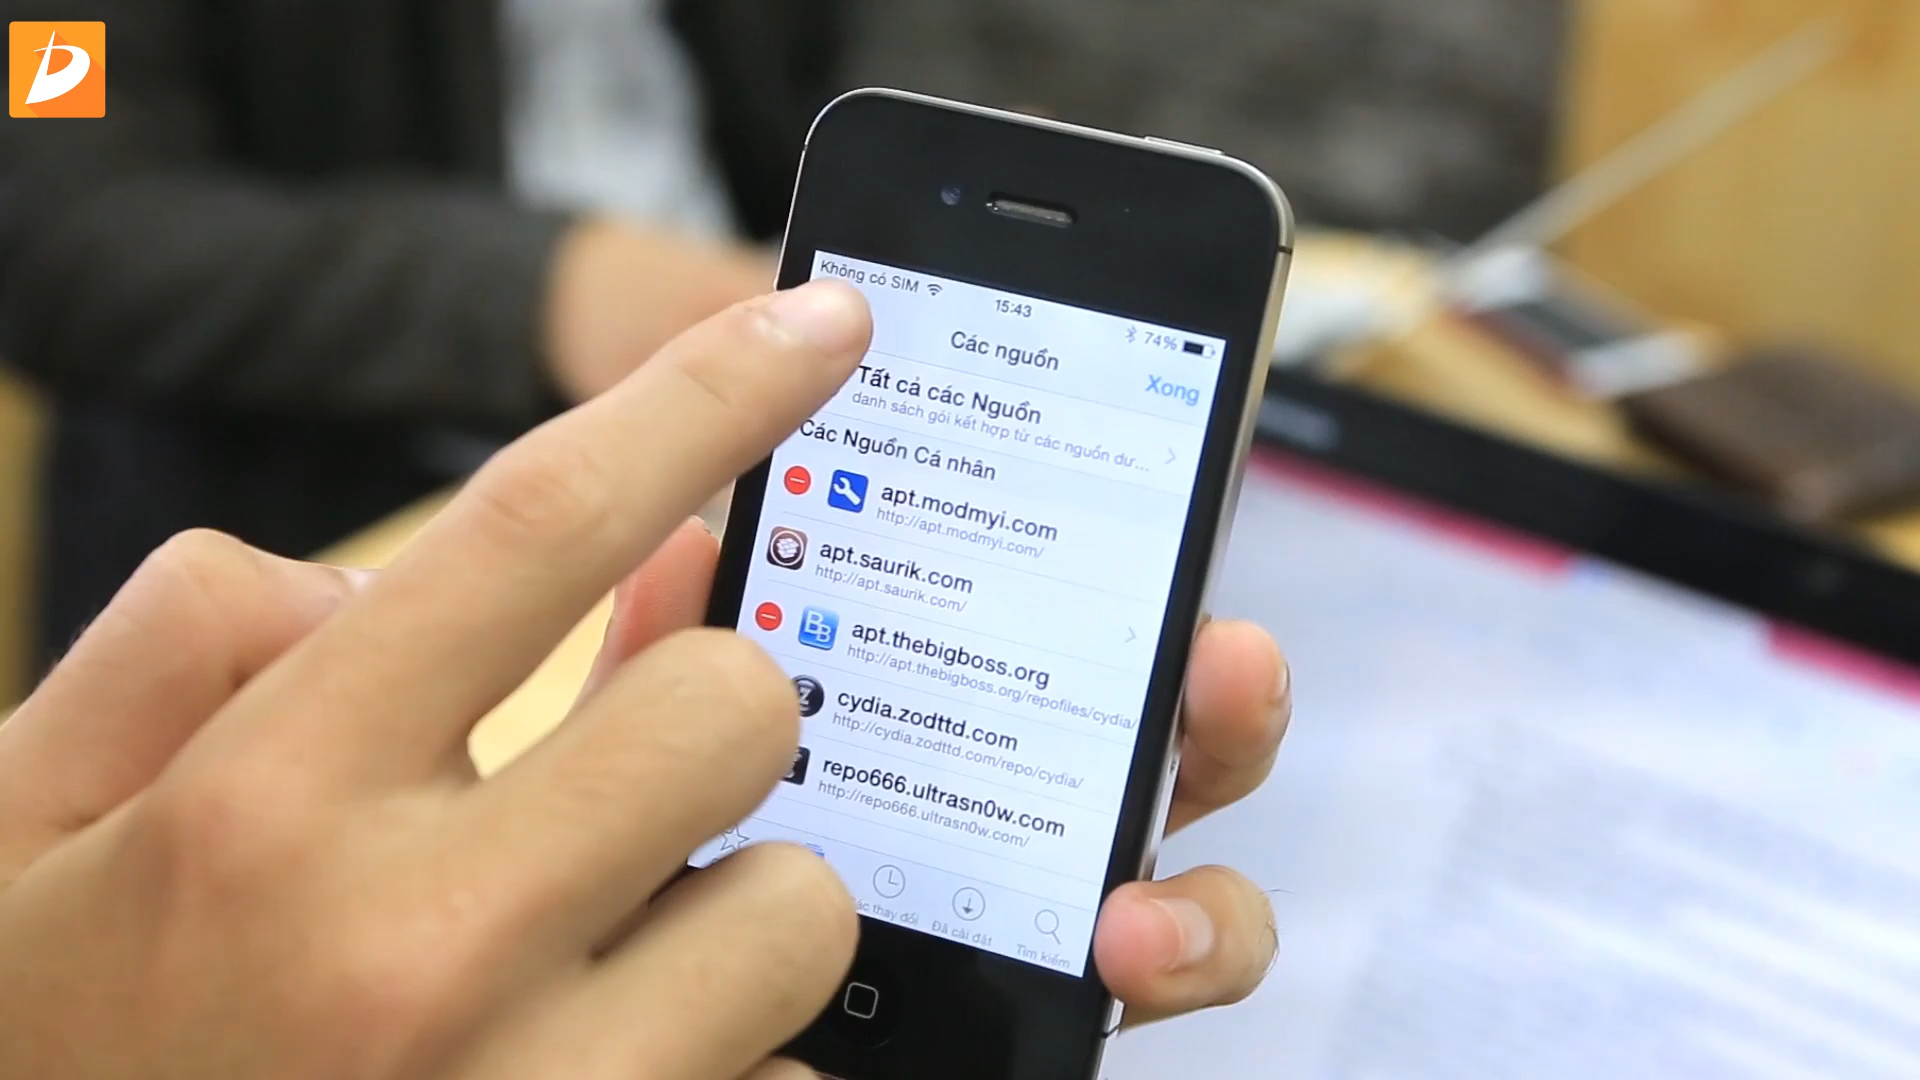 Không có SIM
15:43
74%
Các nguồn
Xong
Tất cả các Nguồn
danh sách gói kết hợp từ các nguồn dư...
Các Nguồn Cá nhân
apt.modmyi.com
http://apt.modmyi.com/
apt.saurik.com
http://apt.saurik.com/
apt.thebigboss.org
http://apt.thebigboss.org/repofiles/cydia/
cydia.zodttd.com
http://cydia.zodttd.com/repo/cydia/
repo666.ultrasn0w.com
http://repo666.ultrasn0w.com/
thay đổi
Đã cài đặt
Tìm kiếm